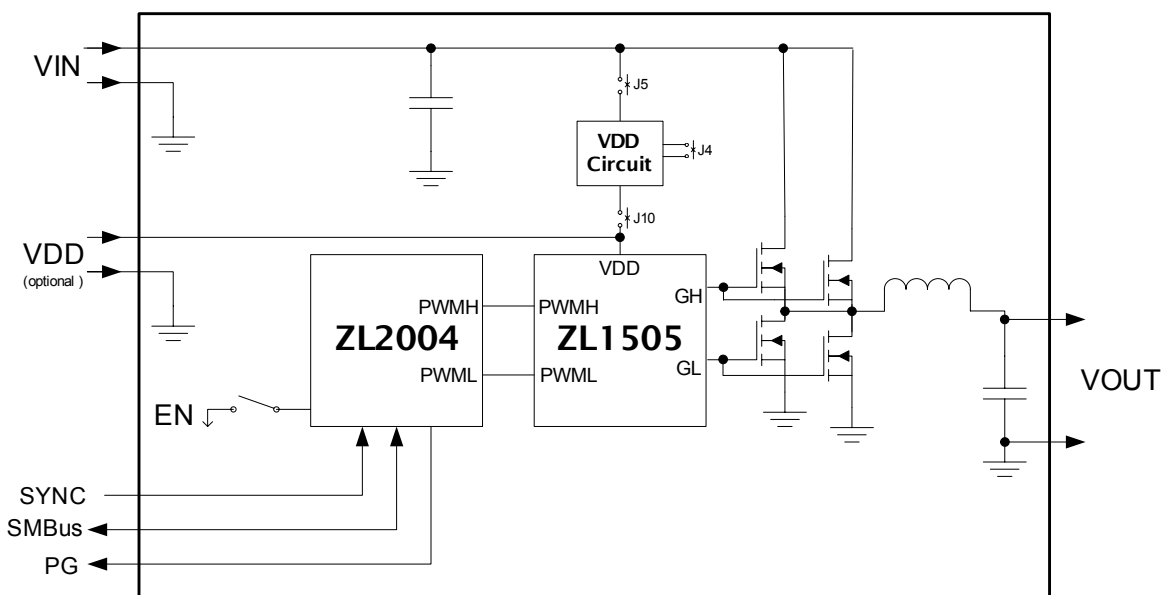 VIN
J5
VDD
Circuit
J4
J10
VDD
(optional )
VDD
PWMH
PWMH
GH
ZL2004
ZL1505
PWML
PWML
GL
EN
VOUT
SYNC
SMBus
PG